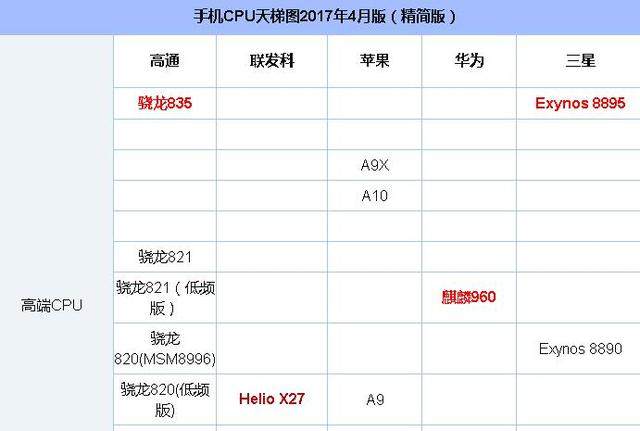 手机CPU天梯图2017年4月版（精简版）
高通 联发科 苹果 华为 三星
骁龙835 Exynos 8895
A9X
A10
骁龙821
高端CPU
骁龙821（低频
版）
麒麟960
骁龙
820(MSM8996)
Exynos 8890
骁龙820(低频
版)
Helio X27 A9